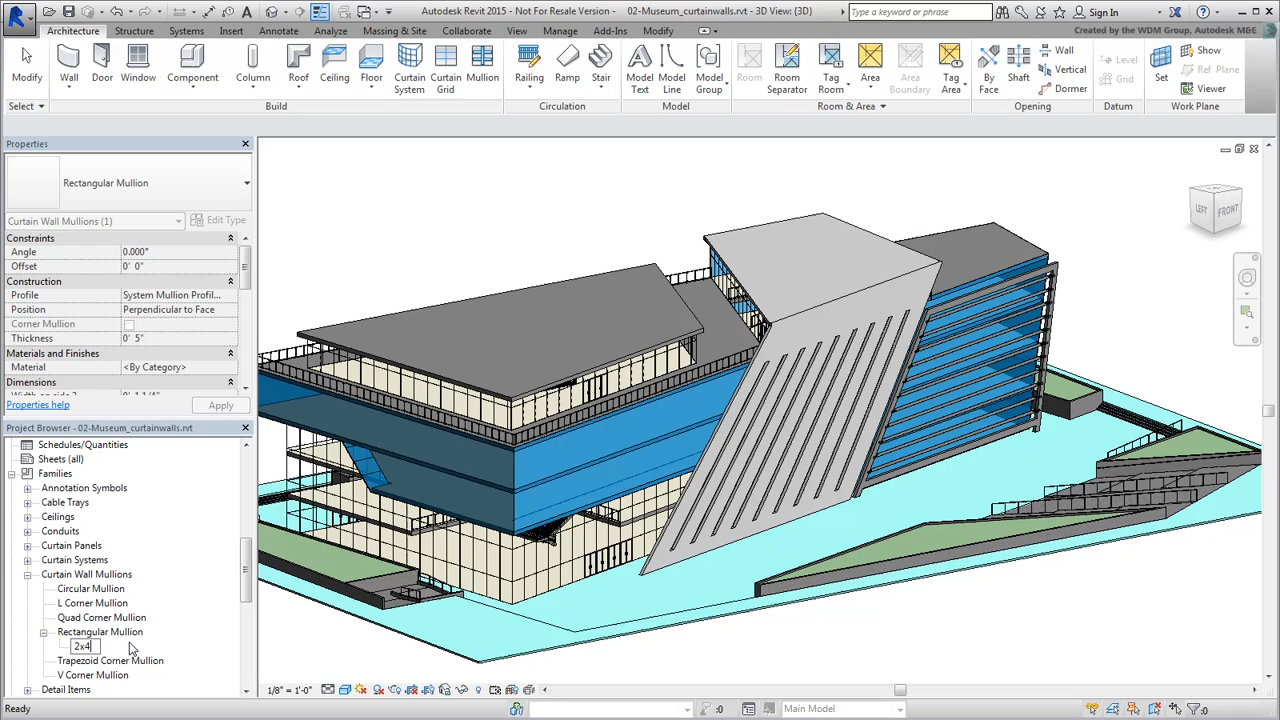 Autodesk Revit 2015 - Not For Resale Version - 02-Museum_curtainwalls.rvt - 3D View: {3D}
Type a keyword or phrase
Sign In
Architecture Structure Systems Insert Annotate Analyze Massing & Site Collaborate View Manage Add-Ins Modify
Created by the WDM Group, Autodesk M&E
Modify Wall Door Window Component Column Roof Ceiling Floor Curtain System Curtain Grid Mullion Railing Ramp Stair Model Text Model Line Model Group Room Room Separator Tag Room Area Area Boundary Tag Area By Face Shaft Wall Vertical Dormer Level Grid Set Show Ref Plane Viewer
Select Build Circulation Model Room & Area Opening Datum Work Plane
Properties
Rectangular Mullion
Curtain Wall Mullions (1) Edit Type
Constraints
Angle 0.000"
Offset 0' 0"
Construction
Profile System Mullion Profil...
Position Perpendicular to Face
Corner Mullion
Thickness 0' 5"
Materials and Finishes
Material <By Category>
Dimensions
Properties help Apply
Project Browser - 02-Museum_curtainwalls.rvt
Schedules/Quantities
Sheets (all)
Families
Annotation Symbols
Cable Trays
Ceilings
Conduits
Curtain Panels
Curtain Systems
Curtain Wall Mullions
Circular Mullion
L Corner Mullion
Quad Corner Mullion
Rectangular Mullion
2x4
Trapezoid Corner Mullion
V Corner Mullion
Detail Items
LEFT FRONT
1/8" = 1'-0"
Ready
:0
Main Model
:0